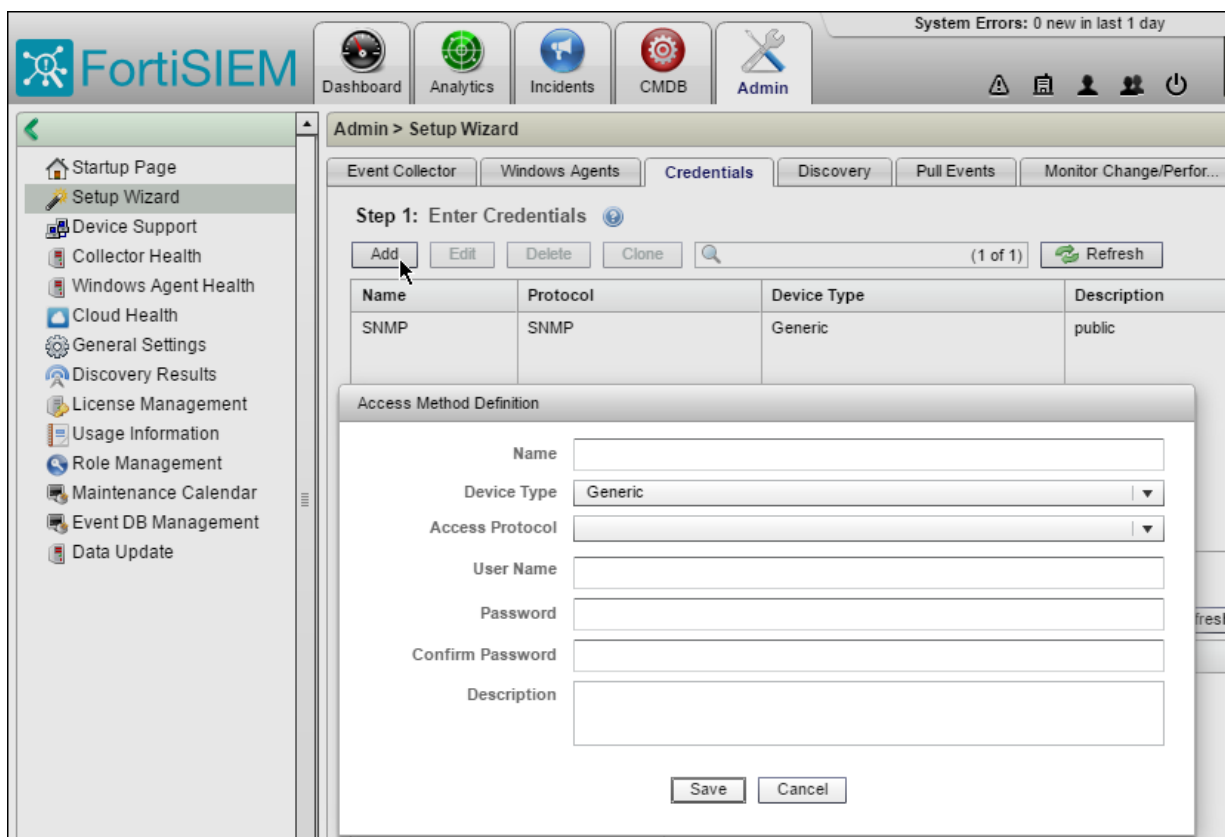 System Errors: 0 new in last 1 day
FortiSIEM
Dashboard Analytics Incidents CMDB Admin
Admin > Setup Wizard
Startup Page
Setup Wizard
Device Support
Collector Health
Windows Agent Health
Cloud Health
General Settings
Discovery Results
License Management
Usage Information
Role Management
Maintenance Calendar
Event DB Management
Data Update
Event Collector Windows Agents Credentials Discovery Pull Events Monitor Change/Perfor...
Step 1: Enter Credentials
Add Edit Delete Clone (1 of 1) Refresh
Name Protocol Device Type Description
SNMP SNMP Generic public
Access Method Definition
Name
Device Type Generic
Access Protocol
User Name
Password
Confirm Password
Description
Save Cancel